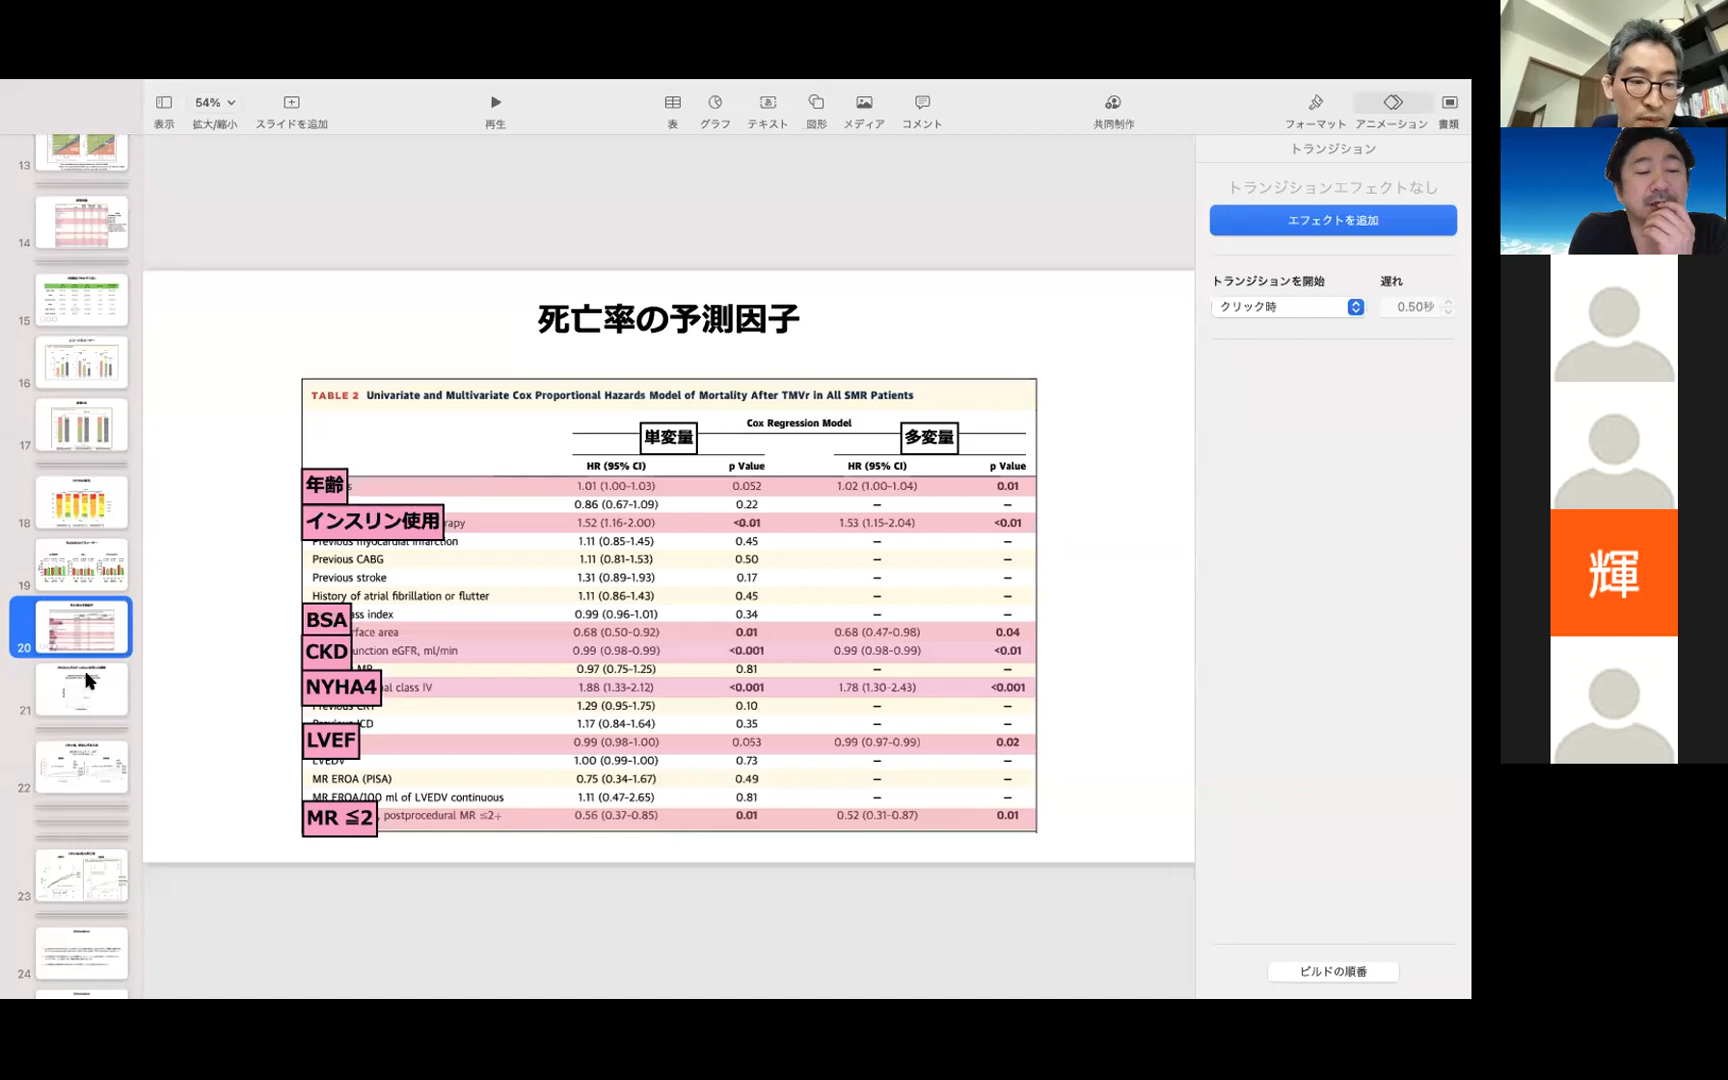 54%
表示
拡大/縮小
スライドを追加
再生
表
グラフ
テキスト
図形
メディア
コメント
共同制作
フォーマット
アニメーション
書類
トランジション
トランジションエフェクトなし
エフェクトを追加
トランジションを開始
遅れ
クリック時
0.50秒
ビルドの順番
13
14
15
16
17
18
19
20
21
22
23
24
死亡率の予測因子
TABLE 2 Univariate and Multivariate Cox Proportional Hazards Model of Mortality After TMVr in All SMR Patients
Cox Regression Model
単変量 多変量
HR (95% CI) p Value HR (95% CI) p Value
年齢 1.01 (1.00-1.03) 0.052 1.02 (1.00-1.04) 0.01
0.86 (0.67-1.09) 0.22 – –
インスリン使用 rapy 1.52 (1.16-2.00) <0.01 1.53 (1.15-2.04) <0.01
Previous myocardial infarction 1.11 (0.85-1.45) 0.45 – –
Previous CABG 1.11 (0.81-1.53) 0.50 – –
Previous stroke 1.31 (0.89-1.93) 0.17 – –
History of atrial fibrillation or flutter 1.11 (0.86-1.43) 0.45 – –
ass index 0.99 (0.96-1.01) 0.34 – –
BSA rface area 0.68 (0.50-0.92) 0.01 0.68 (0.47-0.98) 0.04
CKD unction eGFR, ml/min 0.99 (0.98-0.99) <0.001 0.99 (0.98-0.99) <0.01
MR 0.97 (0.75-1.25) 0.81 – –
NYHA4 nal class IV 1.88 (1.33-2.12) <0.001 1.78 (1.30-2.43) <0.001
Previous CRT 1.29 (0.95-1.75) 0.10 – –
Previous ICD 1.17 (0.84-1.64) 0.35 – –
LVEF 0.99 (0.98-1.00) 0.053 0.99 (0.97-0.99) 0.02
LVEDV 1.00 (0.99-1.00) 0.73 – –
MR EROA (PISA) 0.75 (0.34-1.67) 0.49 – –
MR EROA/100 ml of LVEDV continuous 1.11 (0.47-2.65) 0.81 – –
MR ≦2 postprocedural MR ≤2+ 0.56 (0.37-0.85) 0.01 0.52 (0.31-0.87) 0.01
輝